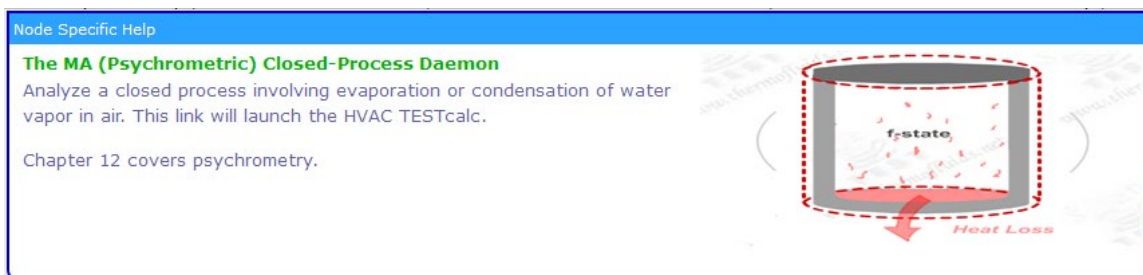 Node Specific Help
The MA (Psychrometric) Closed-Process Daemon
Analyze a closed process involving evaporation or condensation of water
vapor in air. This link will launch the HVAC TESTcalc.
Chapter 12 covers psychrometry.
f-state
Heat Loss